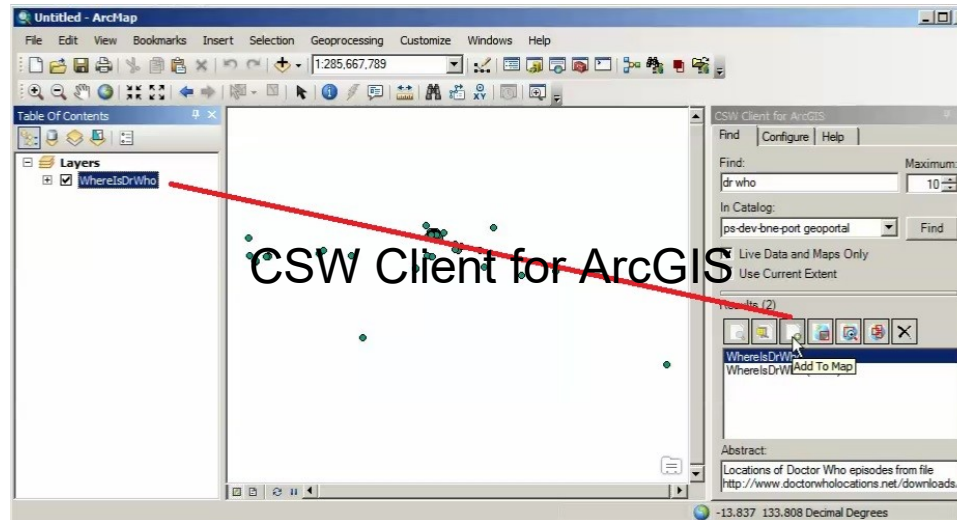 Untitled - ArcMap
File Edit View Bookmarks Insert Selection Geoprocessing Customize Windows Help
1:285,667,789
Table Of Contents
Layers
WhereIsDrWho
CSW Client for ArcGIS
CSW Client for ArcGIS
Find Configure Help
Find: Maximum:
dr who 10
In Catalog:
ps-dev-bne-port geoportal Find
Live Data and Maps Only
Use Current Extent
Results (2)
WhereIsDrWho
Add To Map
Abstract:
Locations of Doctor Who episodes from file
http://www.doctorwholocations.net/downloads.
-13.837 133.808 Decimal Degrees